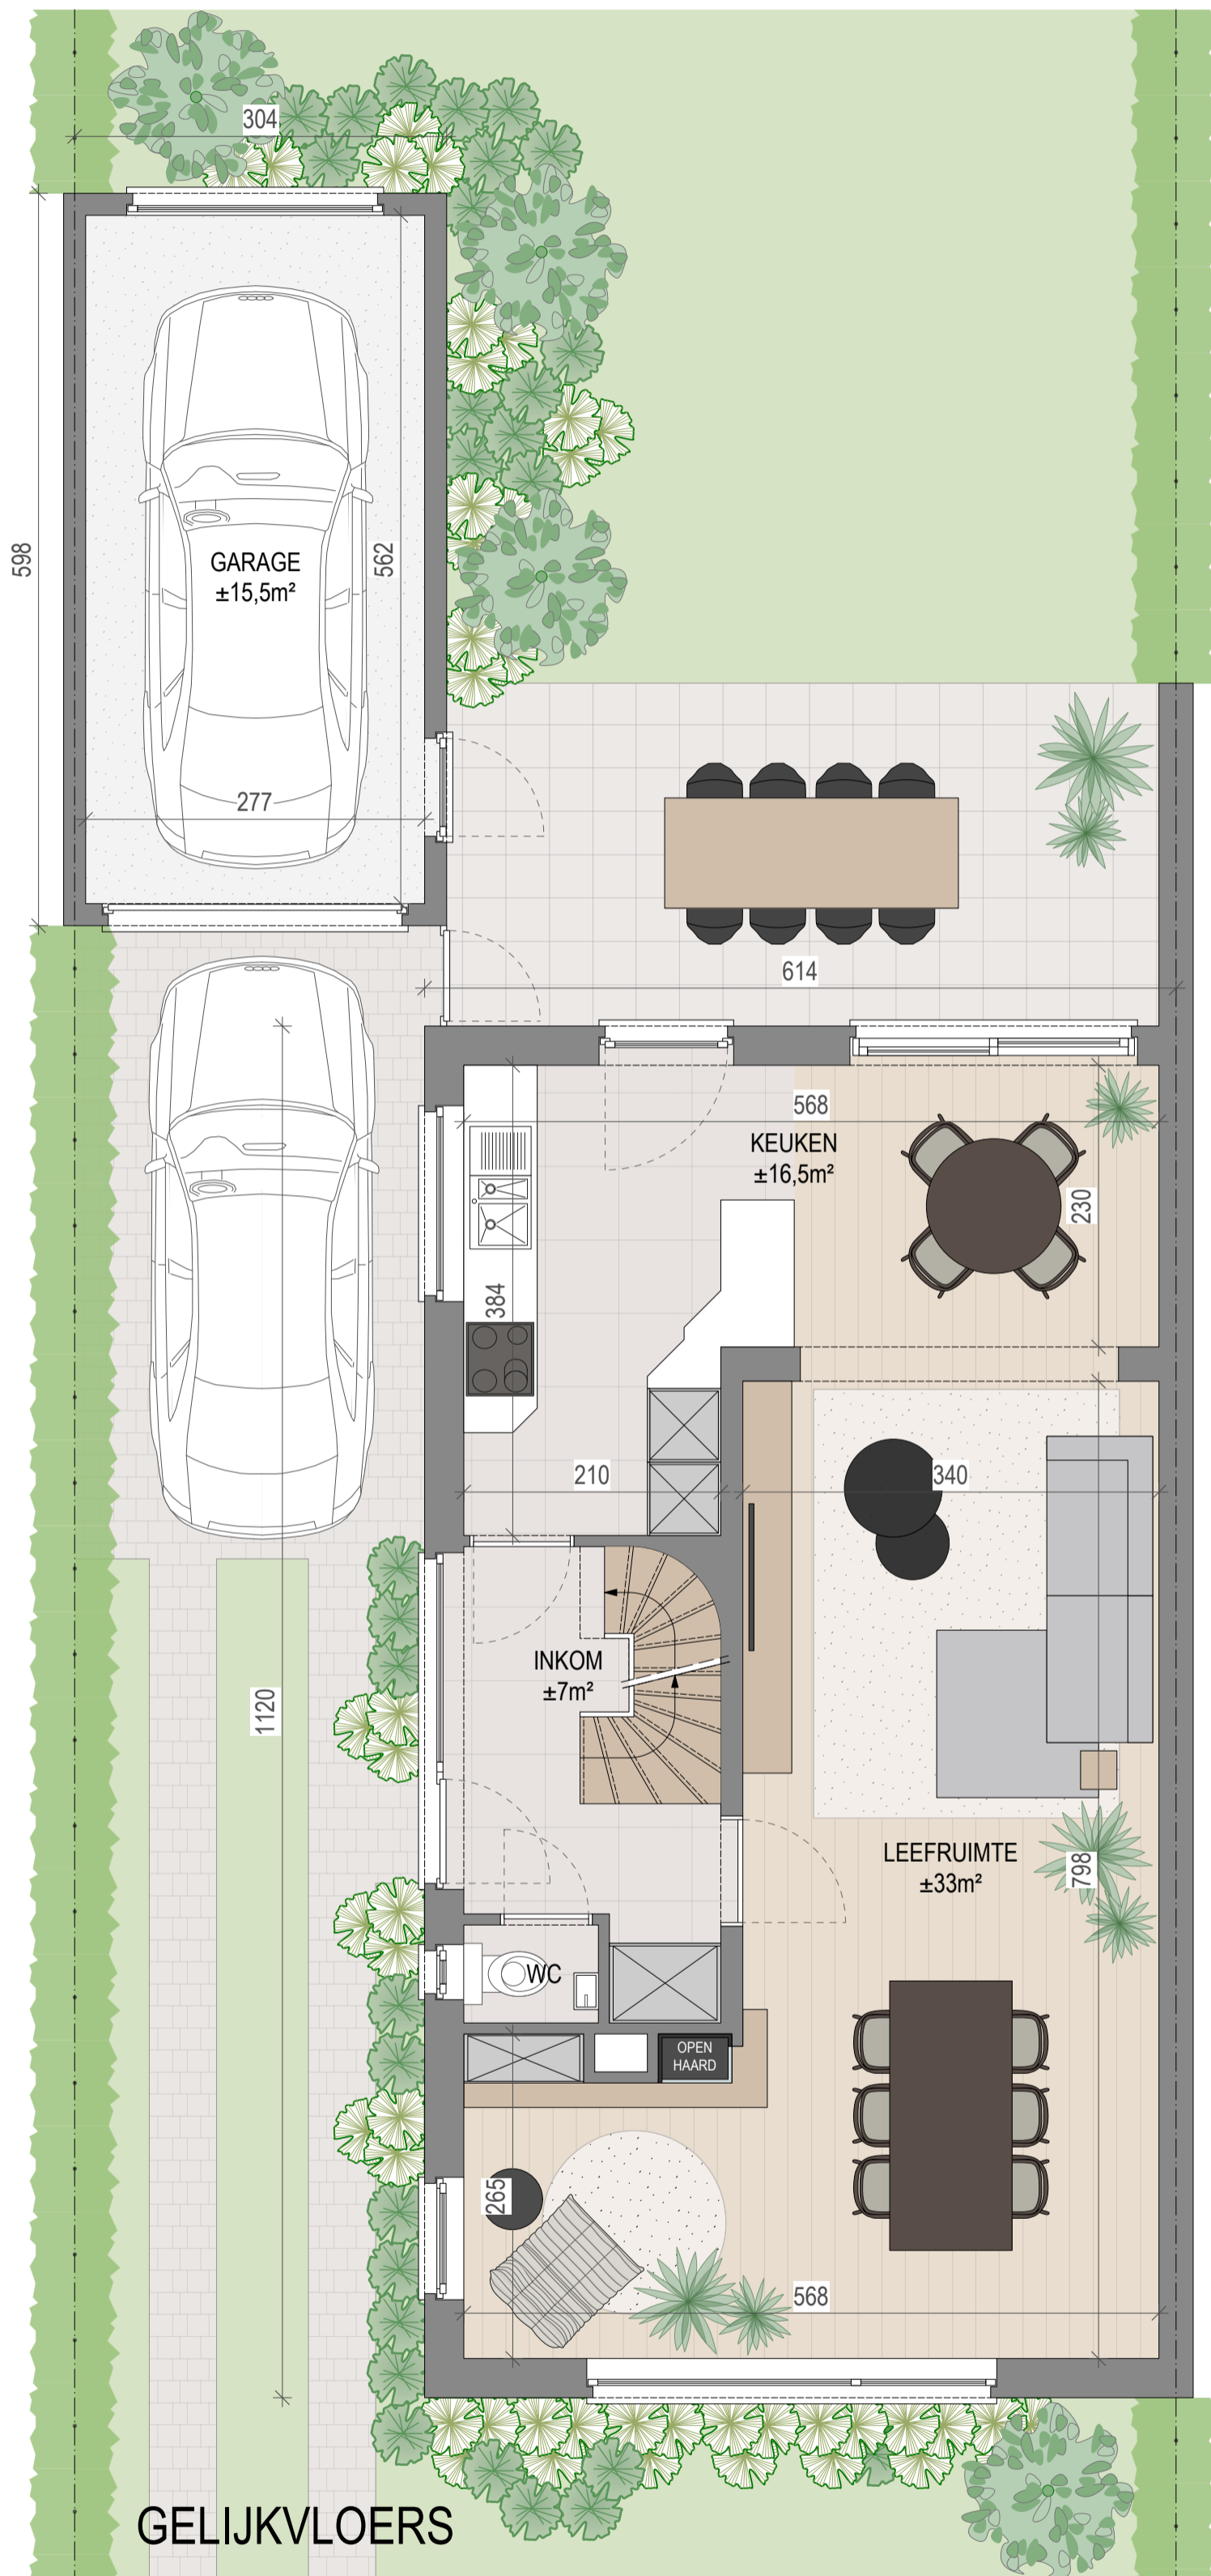 304
598
GARAGE
±15,5m²
562
277
614
568
KEUKEN
±16,5m²
230
384
210
340
INKOM
±7m²
1120
LEEFRUIMTE
±33m²
798
WC
OPEN
HAARD
265
568
GELIJKVLOERS